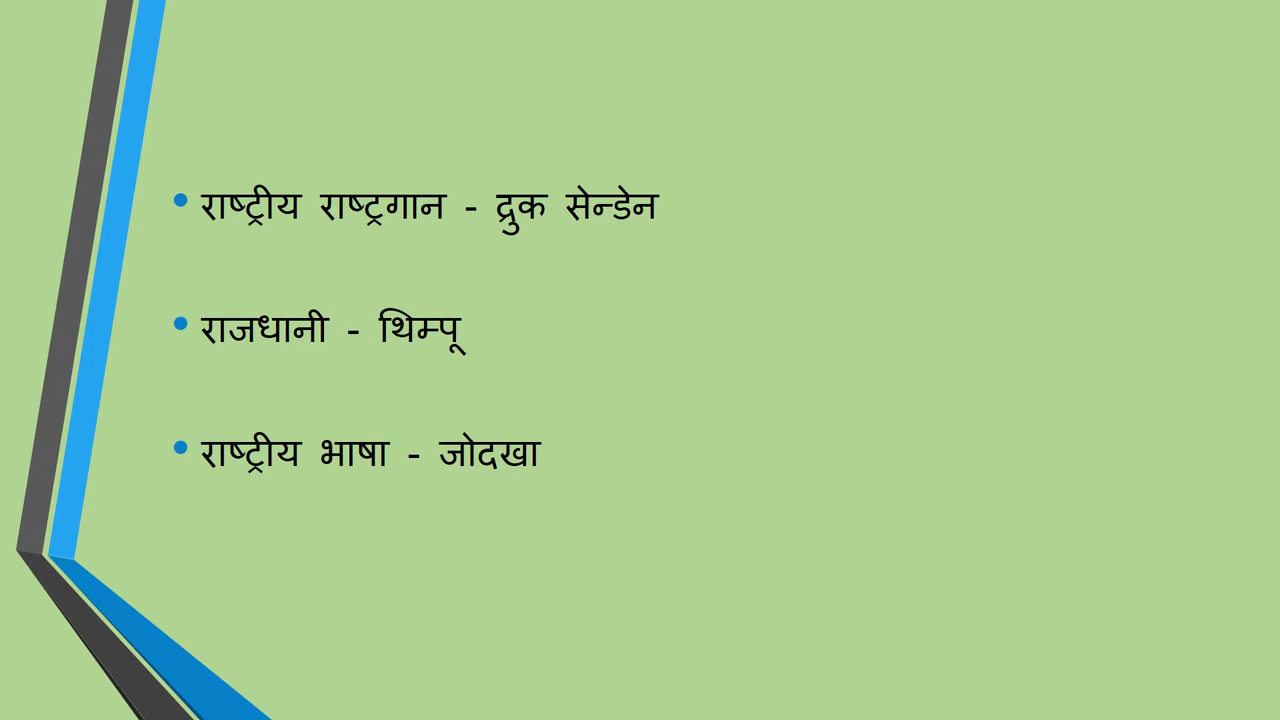 • राष्ट्रीय राष्ट्रगान - द्रुक सेन्डेन
• राजधानी - थिम्पू
• राष्ट्रीय भाषा - जोदखा